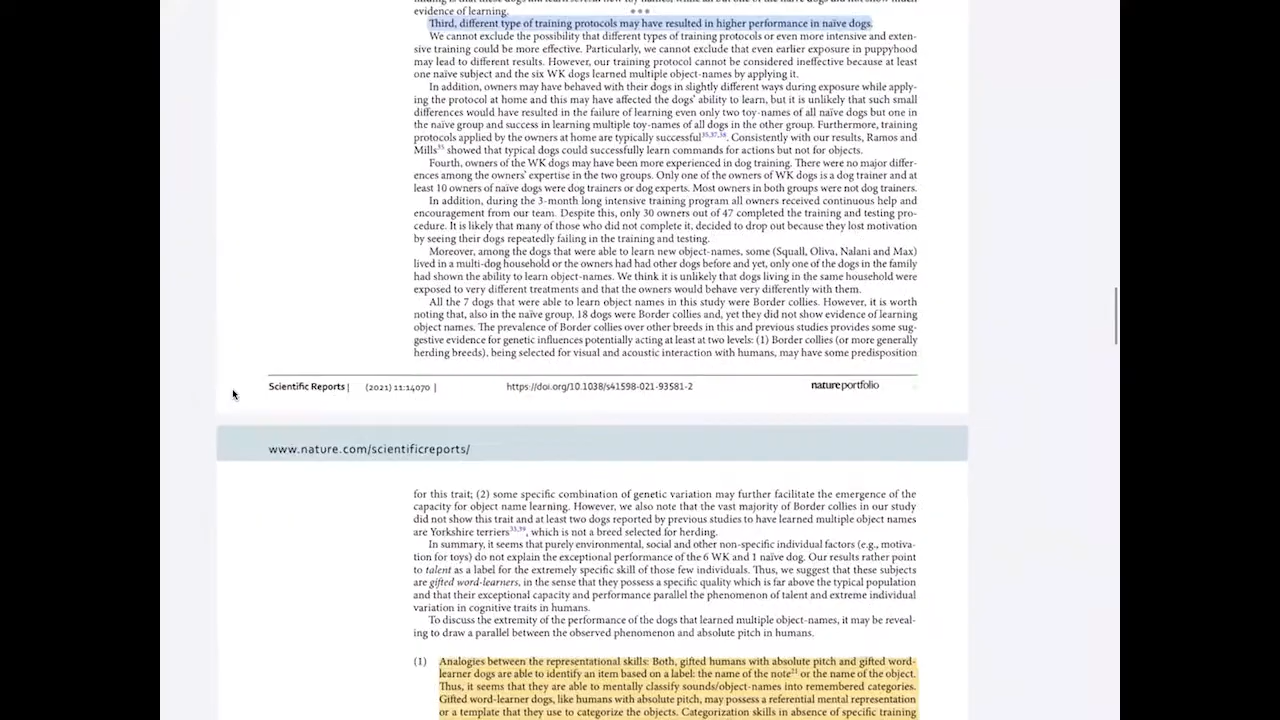 evidence of learning.
Third, different type of training protocols may have resulted in higher performance in naïve dogs.
We cannot exclude the possibility that different types of training protocols or even more intensive and exten-
sive training could be more effective. Particularly, we cannot exclude that even earlier exposure in puppyhood
may lead to different results. However, our training protocol cannot be considered ineffective because at least
one naïve subject and the six WK dogs learned multiple object-names by applying it.
In addition, owners may have behaved with their dogs in slightly different ways during exposure while apply-
ing the protocol at home and this may have affected the dogs' ability to learn, but it is unlikely that such small
differences would have resulted in the failure of learning even only two toy-names of all naïve dogs but one in
the naïve group and success in learning multiple toy-names of all dogs in the other group. Furthermore, training
protocols applied by the owners at home are typically successful35,37,38. Consistently with our results, Ramos and
Mills35 showed that typical dogs could successfully learn commands for actions but not for objects.
Fourth, owners of the WK dogs may have been more experienced in dog training. There were no major differ-
ences among the owners' expertise in the two groups. Only one of the owners of WK dogs is a dog trainer and at
least 10 owners of naïve dogs were dog trainers or dog experts. Most owners in both groups were not dog trainers.
In addition, during the 3-month long intensive training program all owners received continuous help and
encouragement from our team. Despite this, only 30 owners out of 47 completed the training and testing pro-
cedure. It is likely that many of those who did not complete it, decided to drop out because they lost motivation
by seeing their dogs repeatedly failing in the training and testing.
Moreover, among the dogs that were able to learn new object-names, some (Squall, Oliva, Nalani and Max)
lived in a multi-dog household or the owners had had other dogs before and yet, only one of the dogs in the family
had shown the ability to learn object-names. We think it is unlikely that dogs living in the same household were
exposed to very different treatments and that the owners would behave very differently with them.
All the 7 dogs that were able to learn object names in this study were Border collies. However, it is worth
noting that, also in the naïve group, 18 dogs were Border collies and, yet they did not show evidence of learning
object names. The prevalence of Border collies over other breeds in this and previous studies provides some sug-
gestive evidence for genetic influences potentially acting at least at two levels: (1) Border collies (or more generally
herding breeds), being selected for visual and acoustic interaction with humans, may have some predisposition
Scientific Reports | (2021) 11:14070 | https://doi.org/10.1038/s41598-021-93581-2 natureportfolio
www.nature.com/scientificreports/
for this trait; (2) some specific combination of genetic variation may further facilitate the emergence of the
capacity for object name learning. However, we also note that the vast majority of Border collies in our study
did not show this trait and at least two dogs reported by previous studies to have learned multiple object names
are Yorkshire terriers, which is not a breed selected for herding.
In summary, it seems that purely environmental, social and other non-specific individual factors (e.g., motiva-
tion for toys) do not explain the exceptional performance of the 6 WK and 1 naïve dog. Our results rather point
to talent as a label for the extremely specific skill of those few individuals. Thus, we suggest that these subjects
are gifted word-learners, in the sense that they possess a specific quality which is far above the typical population
and that their exceptional capacity and performance parallel the phenomenon of talent and extreme individual
variation in cognitive traits in humans.
To discuss the extremity of the performance of the dogs that learned multiple object-names, it may be reveal-
ing to draw a parallel between the observed phenomenon and absolute pitch in humans.
(1) Analogies between the representational skills: Both, gifted humans with absolute pitch and gifted word-
learner dogs are able to identify an item based on a label: the name of the note21 or the name of the object.
Thus, it seems that they are able to mentally classify sounds/object-names into remembered categories.
Gifted word-learner dogs, like humans with absolute pitch, may possess a referential mental representation
or a template that they use to categorize the objects. Categorization skills in absence of specific training